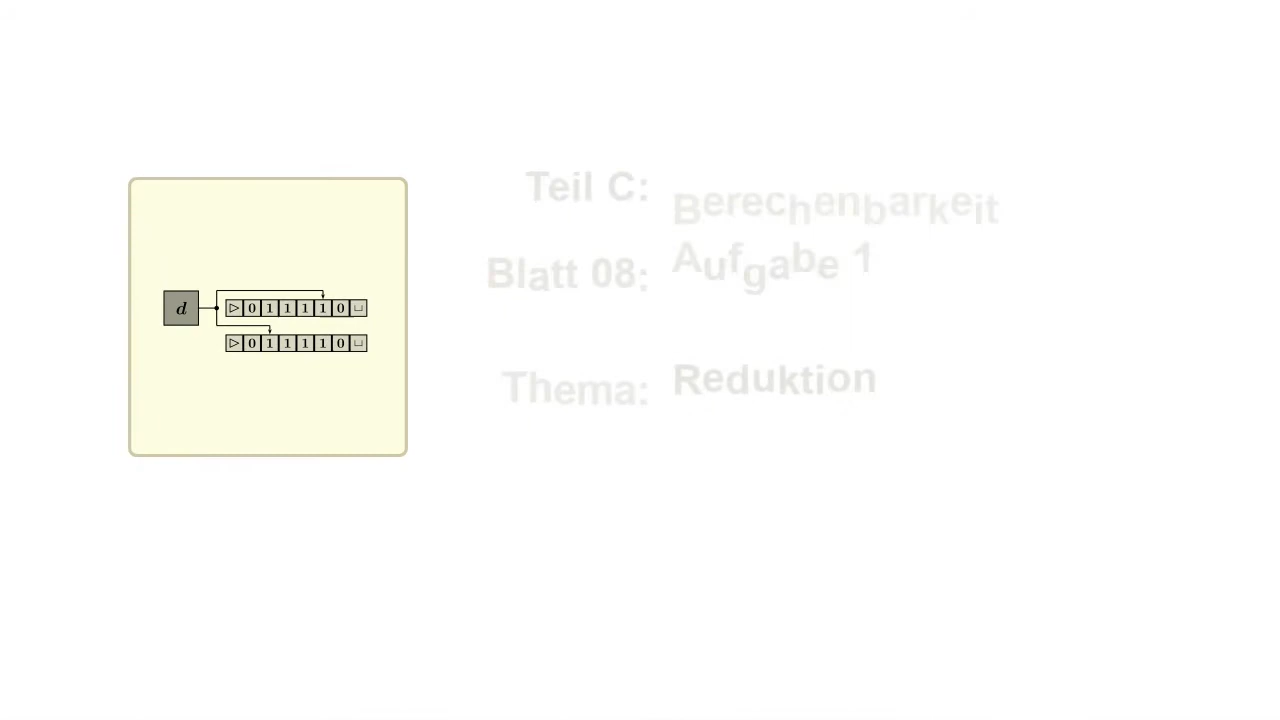 Teil C: Berechenbarkeit
Blatt 08: Aufgabe 1
Thema: Reduktion
d ▷ 0 1 1 1 1 0 ⊔
▷ 0 1 1 1 1 0 ⊔